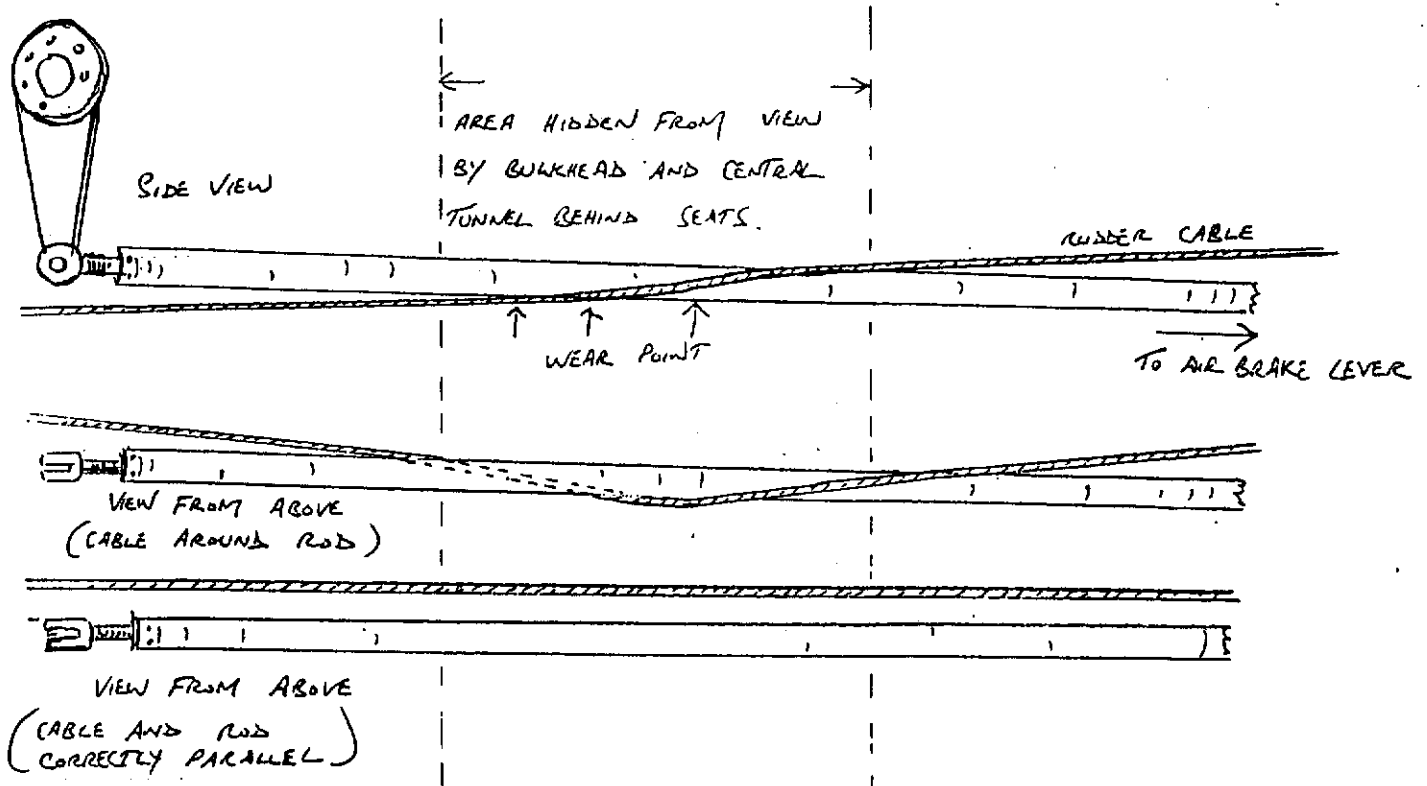 AREA HIDDEN FROM VIEW
BY BULKHEAD AND CENTRAL
TUNNEL BEHIND SEATS.
SIDE VIEW
RUDDER CABLE
WEAR POINT
TO AIR BRAKE LEVER
VIEW FROM ABOVE
(CABLE AROUND ROD)
VIEW FROM ABOVE
(CABLE AND ROD
CORRECTLY PARALLEL)